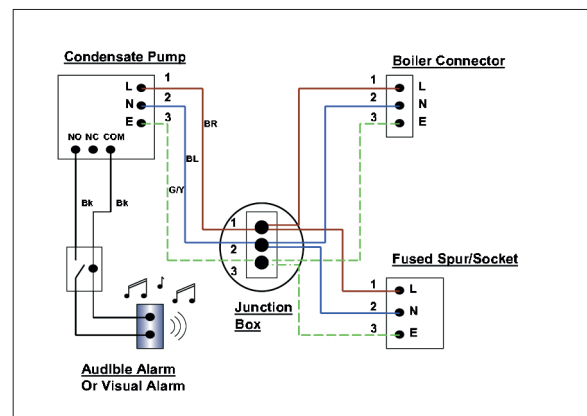 Condensate Pump
1
L
2
N
3
E
NO NC COM
BR
BL
G/Y
Bk
Bk
Boiler Connector
1 L
2 N
3 E
1
2
3
Junction
Box
Fused Spur/Socket
1 L
2 N
3 E
Audible Alarm
Or Visual Alarm